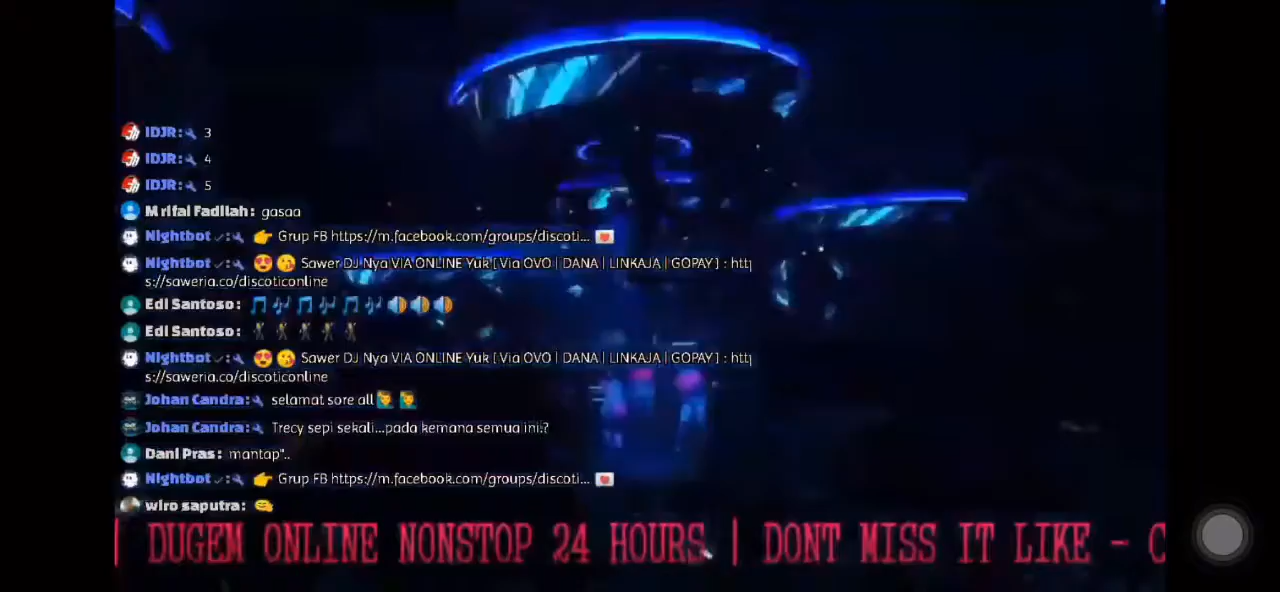 IDJR: 3
IDJR: 4
IDJR: 5
M rifai Fadilah: gasaa
Nightbot: 👉 Grup FB https://m.facebook.com/groups/discoti... 💌
Nightbot: 😍 😘 Sawer DJ Nya VIA ONLINE Yuk [ Via OVO | DANA | LINKAJA | GOPAY ] : http
s://saweria.co/discoticonline
Edi Santoso: 🎵 🎶 🎵 🎶 🎵 🎶 🔊 🔊 🔊
Edi Santoso: 🕺 🕺 🕺 🕺 🕺
Nightbot: 😍 😘 Sawer DJ Nya VIA ONLINE Yuk [ Via OVO | DANA | LINKAJA | GOPAY ] : http
s://saweria.co/discoticonline
Johan Candra: selamat sore all 🙋‍♂️ 🙋‍♂️
Johan Candra: Trecy sepi sekali...pada kemana semua ini.?
Dani Pras: mantap"..
Nightbot: 👉 Grup FB https://m.facebook.com/groups/discoti... 💌
wiro saputra: 🤗
| DUGEM ONLINE NONSTOP 24 HOURS | DONT MISS IT LIKE - C